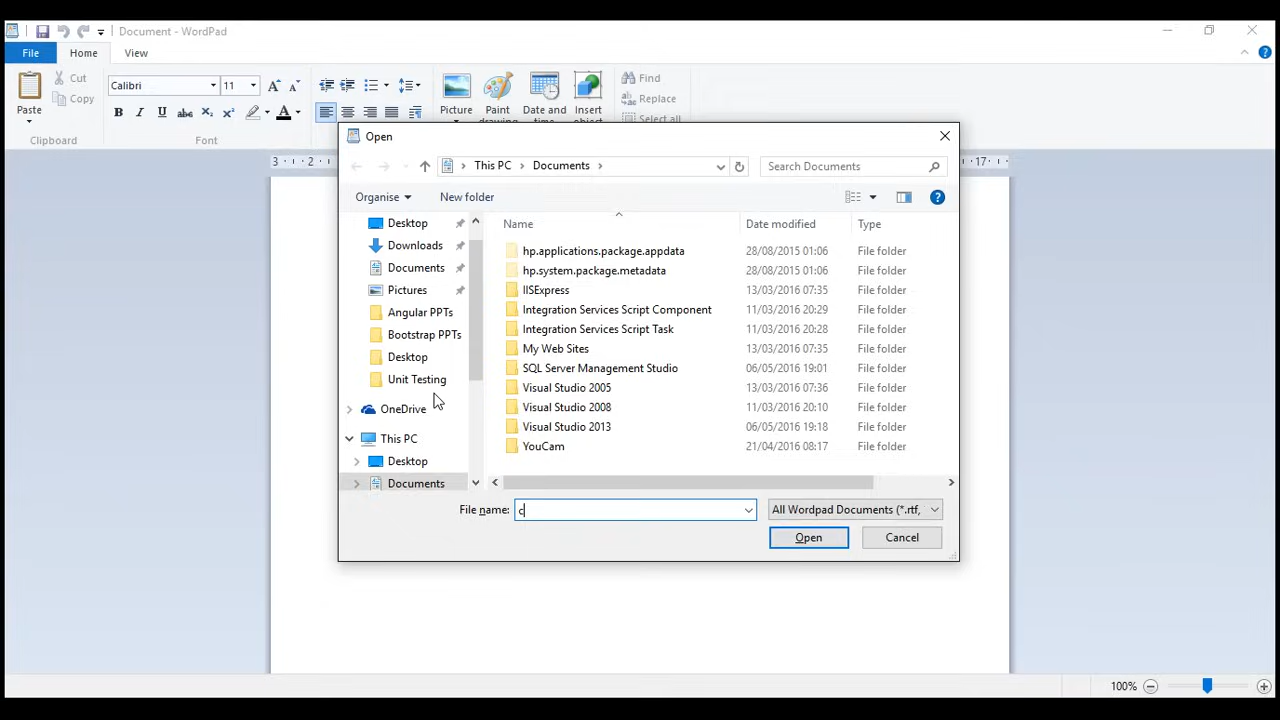 Document - WordPad
File Home View
Cut
Copy
Paste
Clipboard
Calibri 11
Font
Picture
Paint drawing
Date and time
Insert object
Find
Replace
Select all
3 2 17
Open
This PC Documents
Search Documents
Organise New folder
Desktop
Downloads
Documents
Pictures
Angular PPTs
Bootstrap PPTs
Desktop
Unit Testing
OneDrive
This PC
Desktop
Documents
Name Date modified Type
hp.applications.package.appdata 28/08/2015 01:06 File folder
hp.system.package.metadata 28/08/2015 01:06 File folder
IISExpress 13/03/2016 07:35 File folder
Integration Services Script Component 11/03/2016 20:29 File folder
Integration Services Script Task 11/03/2016 20:28 File folder
My Web Sites 13/03/2016 07:35 File folder
SQL Server Management Studio 06/05/2016 19:01 File folder
Visual Studio 2005 13/03/2016 07:36 File folder
Visual Studio 2008 11/03/2016 20:10 File folder
Visual Studio 2013 06/05/2016 19:18 File folder
YouCam 21/04/2016 08:17 File folder
File name: c All Wordpad Documents (*.rtf,
Open Cancel
100%